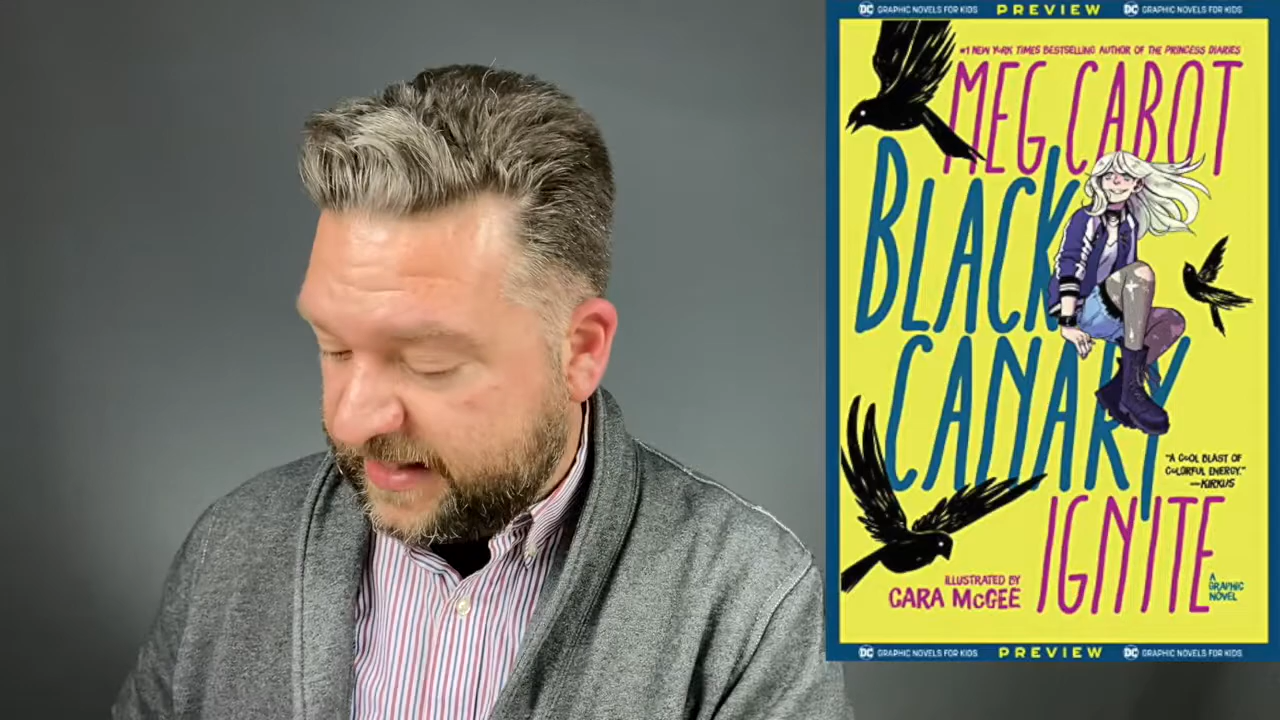 DC GRAPHIC NOVELS FOR KIDS PREVIEW DC GRAPHIC NOVELS FOR KIDS
#1 NEW YORK TIMES BESTSELLING AUTHOR OF THE PRINCESS DIARIES
MEG CABOT
BLACK
CANARY
"A COOL BLAST OF
COLORFUL ENERGY."
—KIRKUS
IGNITE
A
GRAPHIC
NOVEL
ILLUSTRATED BY
CARA McGEE
DC GRAPHIC NOVELS FOR KIDS PREVIEW DC GRAPHIC NOVELS FOR KIDS